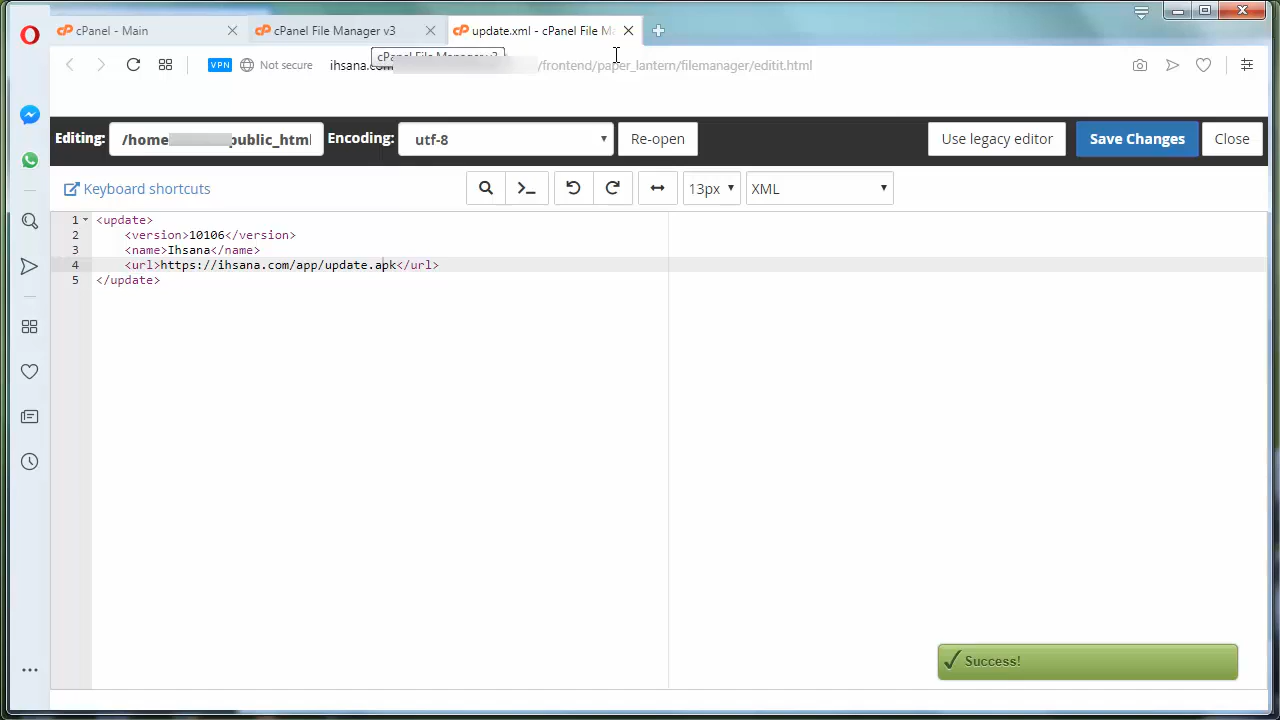 cPanel - Main
cPanel File Manager v3
update.xml - cPanel File M
cPanel File Manager v3
VPN
Not secure
ihsana.com
/frontend/paper_lantern/filemanager/editit.html
Editing:
/home
public_html
Encoding:
utf-8
Re-open
Use legacy editor
Save Changes
Close
Keyboard shortcuts
13px
XML
1 <update>
2 <version>10106</version>
3 <name>Ihsana</name>
4 <url>https://ihsana.com/app/update.apk</url>
5 </update>
Success!